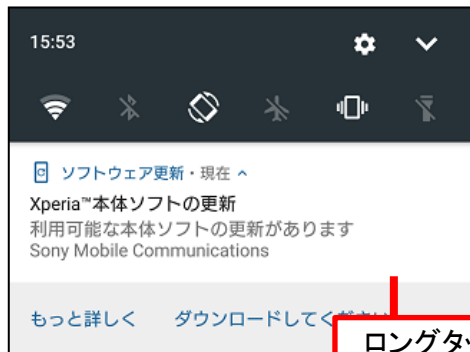 15:53
ソフトウェア更新・現在
Xperia™本体ソフトの更新
利用可能な本体ソフトの更新があります
Sony Mobile Communications
もっと詳しく
ダウンロードしてください
ロングタ